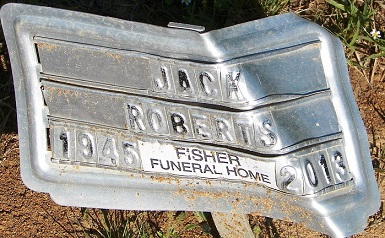 JACK
ROBERTS
1945 FISHER FUNERAL HOME 2013